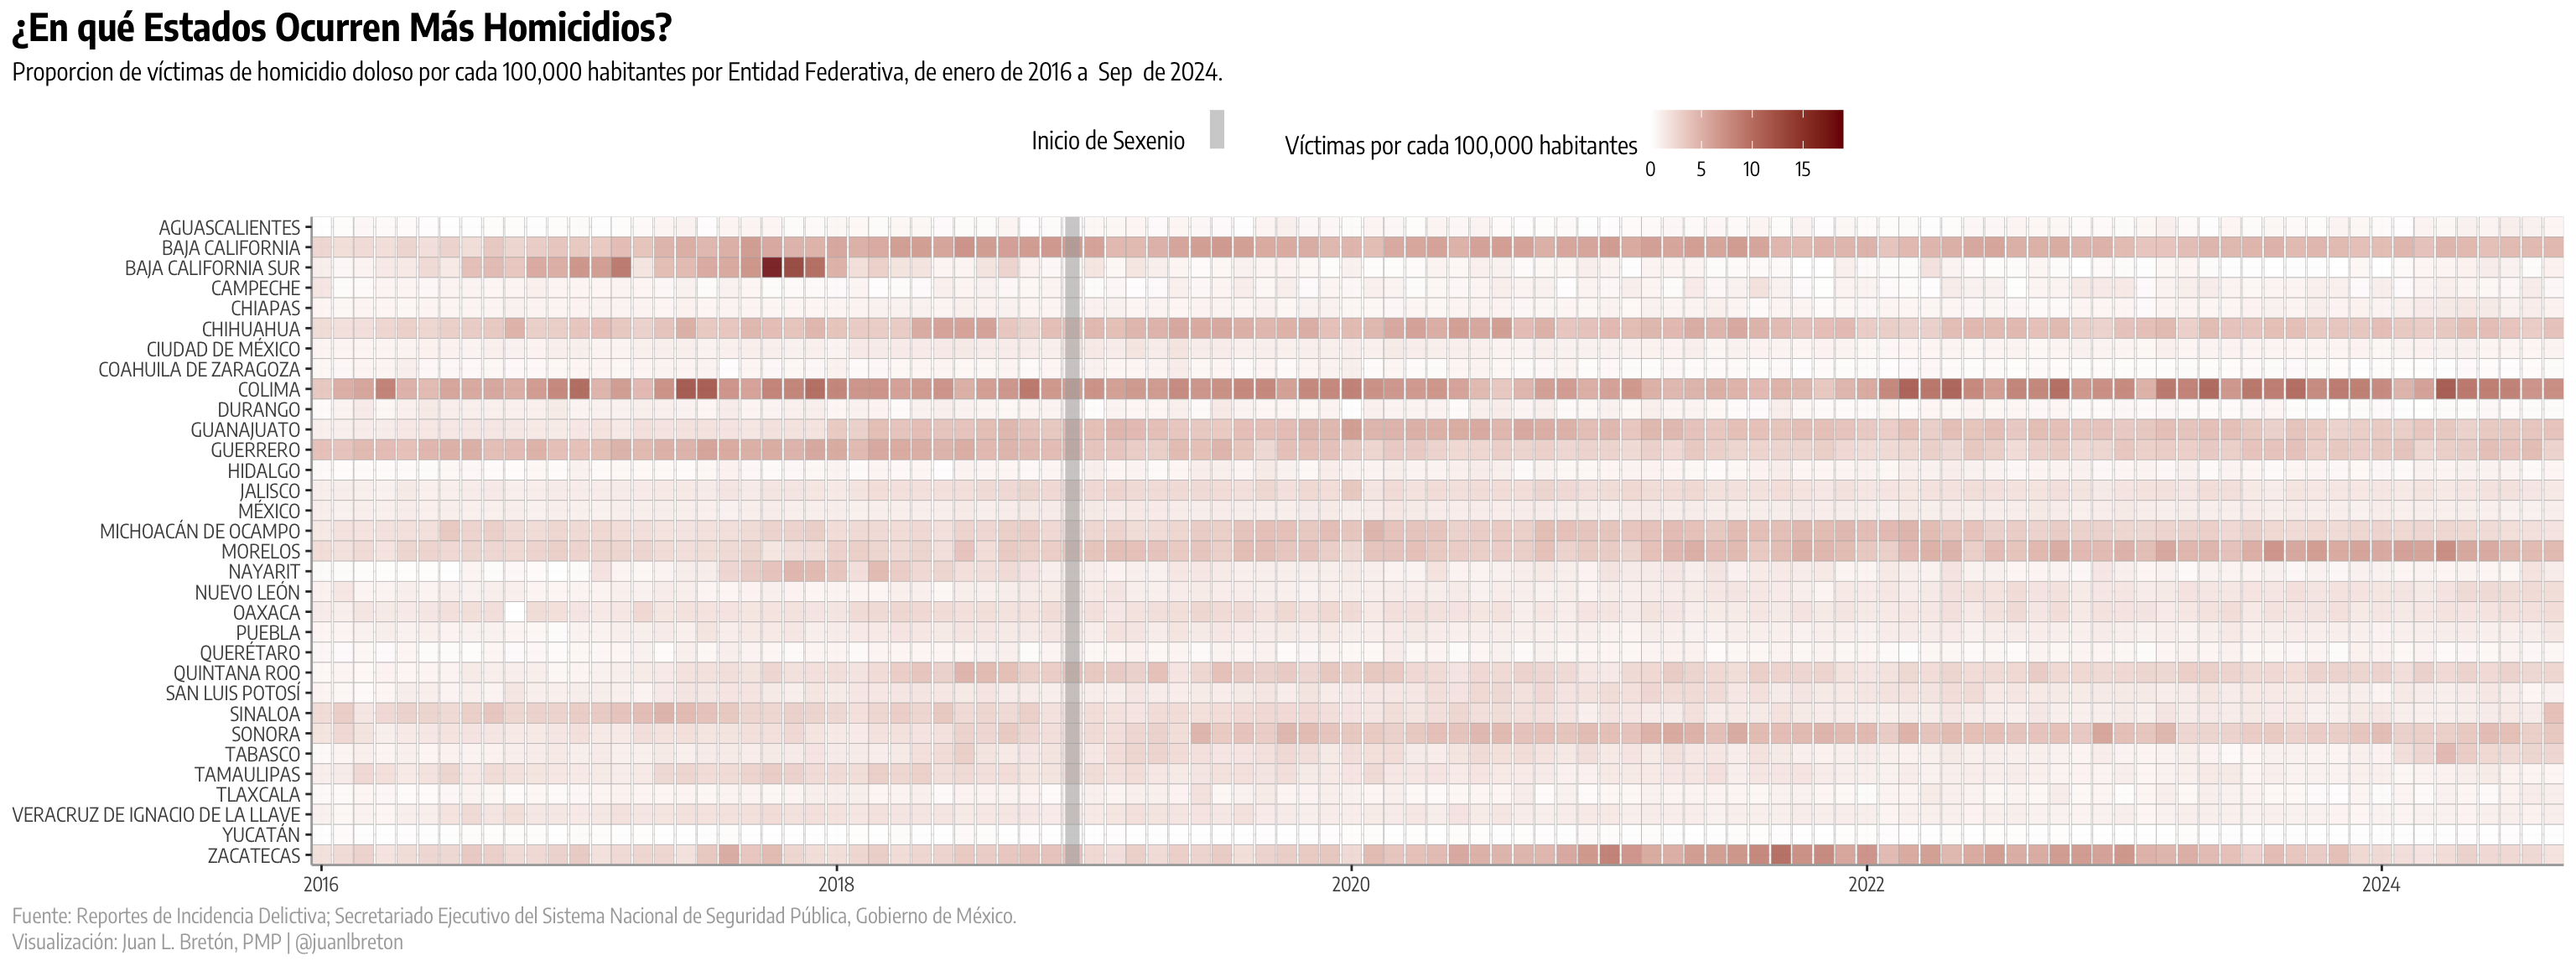 ¿En qué Estados Ocurren Más Homicidios?
Proporcion de víctimas de homicidio doloso por cada 100,000 habitantes por Entidad Federativa, de enero de 2016 a  Sep  de 2024.
Inicio de Sexenio
Víctimas por cada 100,000 habitantes
0 5 10 15
AGUASCALIENTES
BAJA CALIFORNIA
BAJA CALIFORNIA SUR
CAMPECHE
CHIAPAS
CHIHUAHUA
CIUDAD DE MÉXICO
COAHUILA DE ZARAGOZA
COLIMA
DURANGO
GUANAJUATO
GUERRERO
HIDALGO
JALISCO
MÉXICO
MICHOACÁN DE OCAMPO
MORELOS
NAYARIT
NUEVO LEÓN
OAXACA
PUEBLA
QUERÉTARO
QUINTANA ROO
SAN LUIS POTOSÍ
SINALOA
SONORA
TABASCO
TAMAULIPAS
TLAXCALA
VERACRUZ DE IGNACIO DE LA LLAVE
YUCATÁN
ZACATECAS
2016 2018 2020 2022 2024
Fuente: Reportes de Incidencia Delictiva; Secretariado Ejecutivo del Sistema Nacional de Seguridad Pública, Gobierno de México.
Visualización: Juan L. Bretón, PMP | @juanlbreton